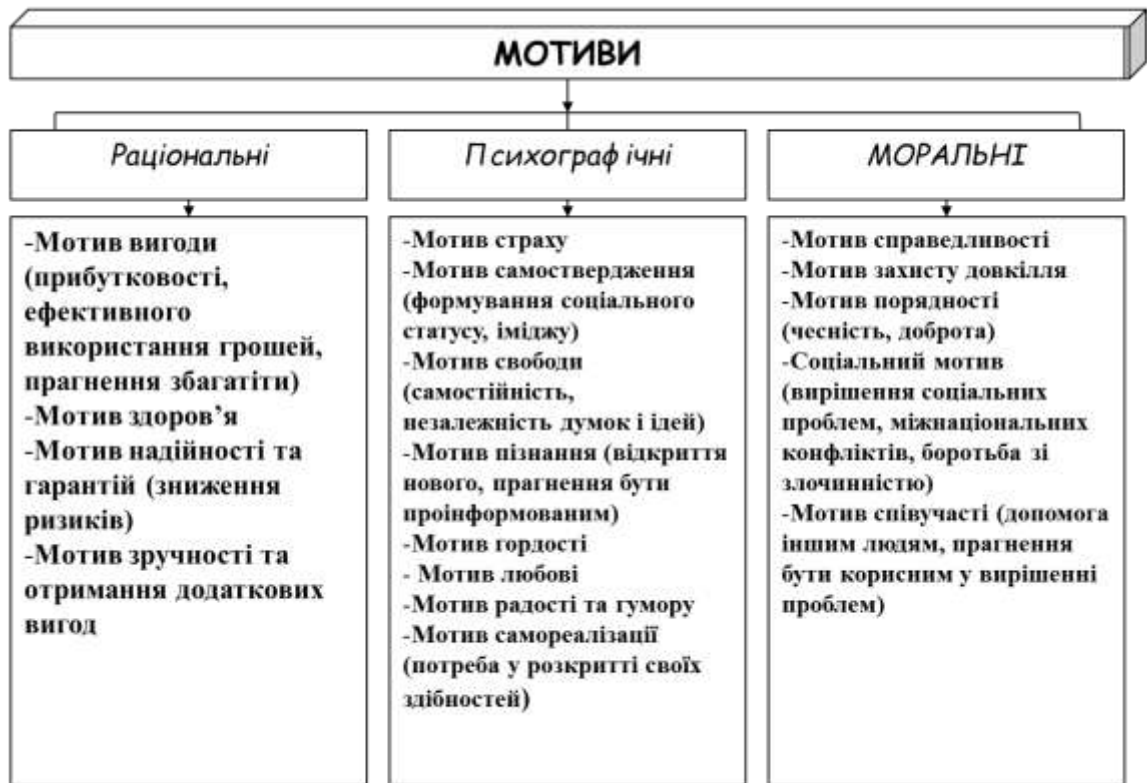 МОТИВИ
Раціональні
-Мотив вигоди
(прибутковості,
ефективного
використання грошей,
прагнення збагатіти)
-Мотив здоров’я
-Мотив надійності та
гарантій (зниження
ризиків)
-Мотив зручності та
отримання додаткових
вигод
Психографічні
-Мотив страху
-Мотив самоствердження
(формування соціального
статусу, іміджу)
-Мотив свободи
(самостійність,
незалежність думок і ідей)
-Мотив пізнання (відкриття
нового, прагнення бути
проінформованим)
-Мотив гордості
- Мотив любові
-Мотив радості та гумору
-Мотив самореалізації
(потреба у розкритті своїх
здібностей)
МОРАЛЬНІ
-Мотив справедливості
-Мотив захисту довкілля
-Мотив порядності
(чесність, доброта)
-Соціальний мотив
(вирішення соціальних
проблем, міжнаціональних
конфліктів, боротьба зі
злочинністю)
-Мотив співучасті (допомога
іншим людям, прагнення
бути корисним у вирішенні
проблем)